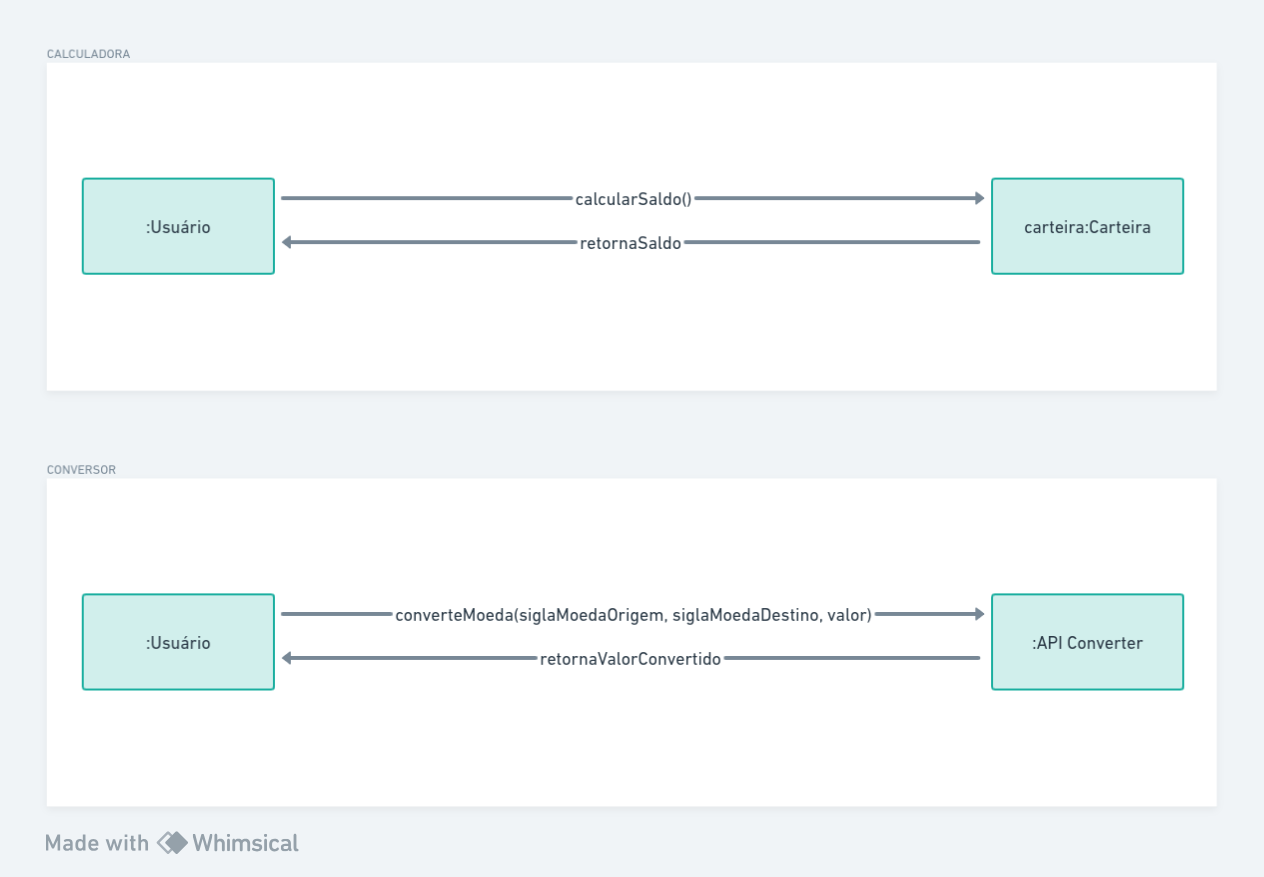 CALCULADORA
:Usuário
calcularSaldo()
retornaSaldo
carteira:Carteira
CONVERSOR
:Usuário
converteMoeda(siglaMoedaOrigem, siglaMoedaDestino, valor)
retornaValorConvertido
:API Converter
Made with Whimsical